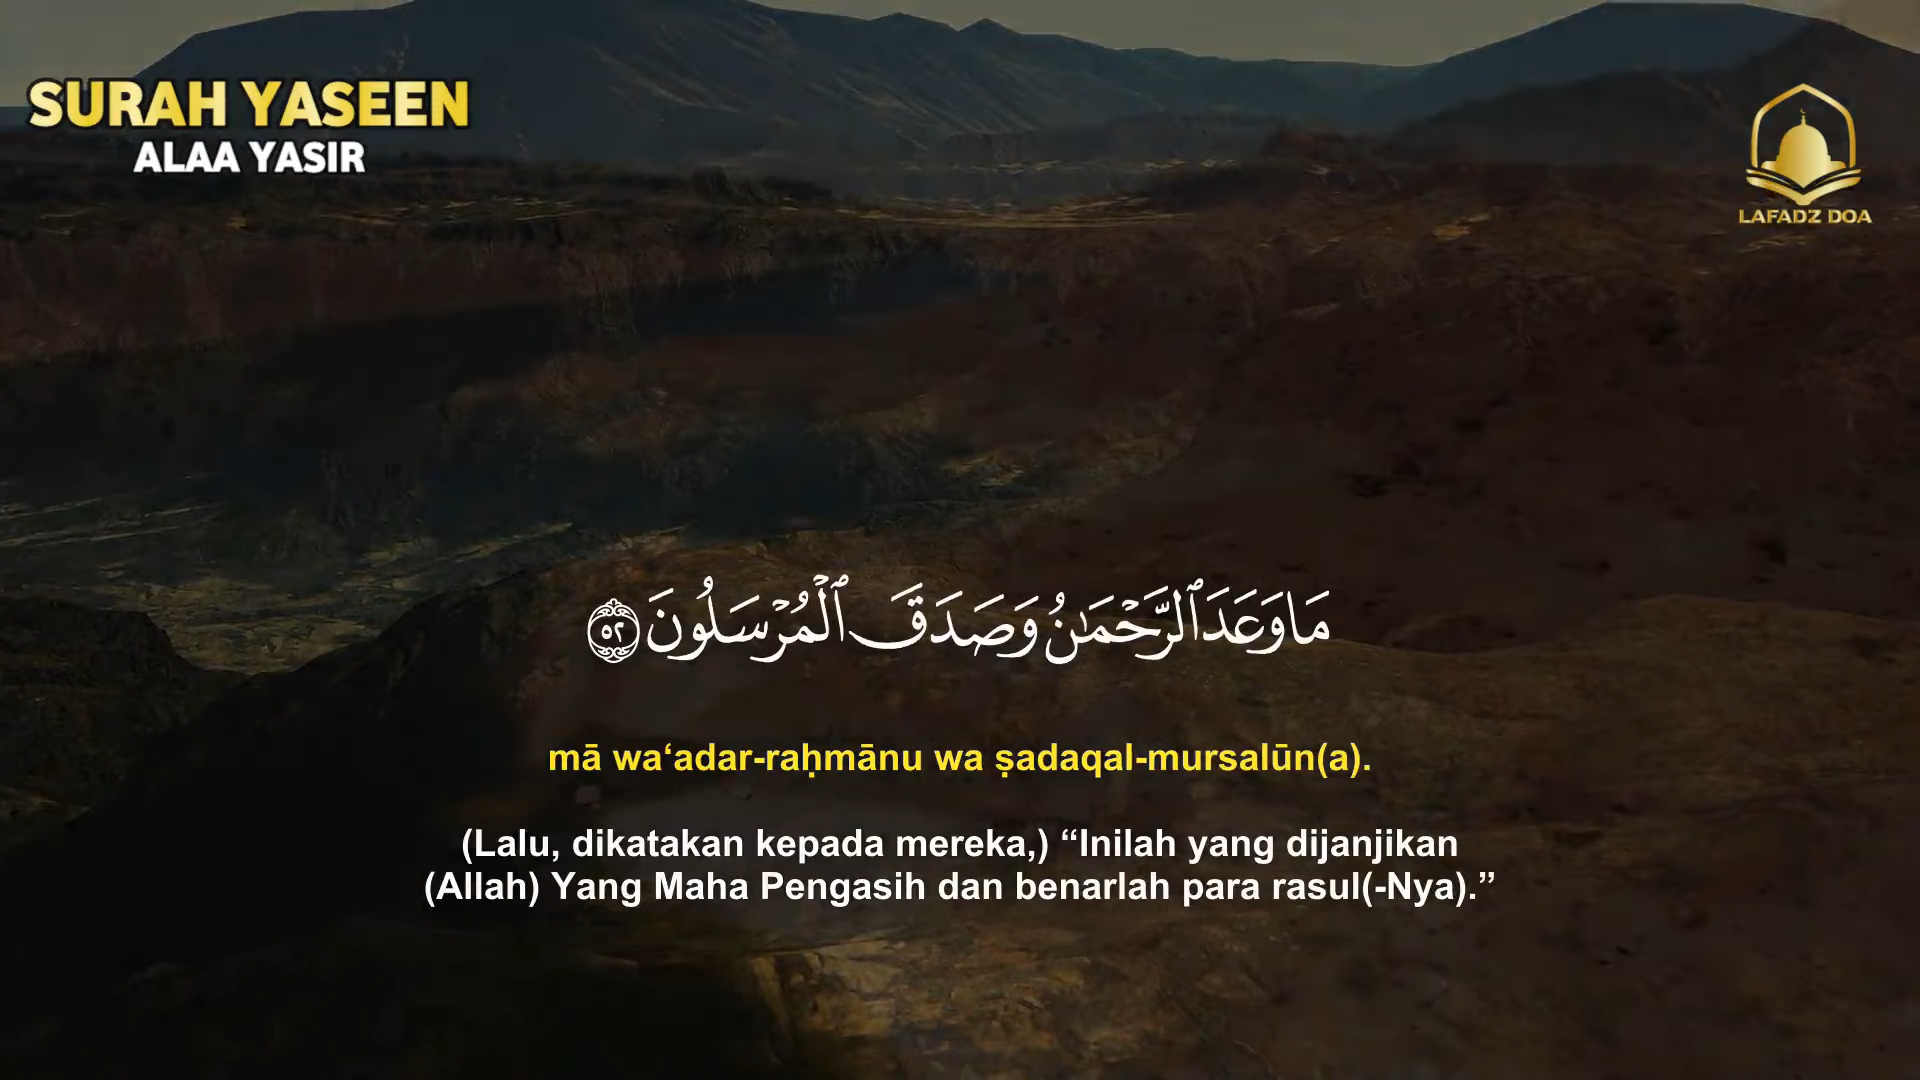 SURAH YASEEN
ALAA YASIR
LAFADZ DOA
مَا وَعَدَ ٱلرَّحْمَـٰنُ وَصَدَقَ ٱلْمُرْسَلُونَ ٥٢
mā wa‘adar-raḥmānu wa ṣadaqal-mursalūn(a).
(Lalu, dikatakan kepada mereka,) “Inilah yang dijanjikan
(Allah) Yang Maha Pengasih dan benarlah para rasul(-Nya).”